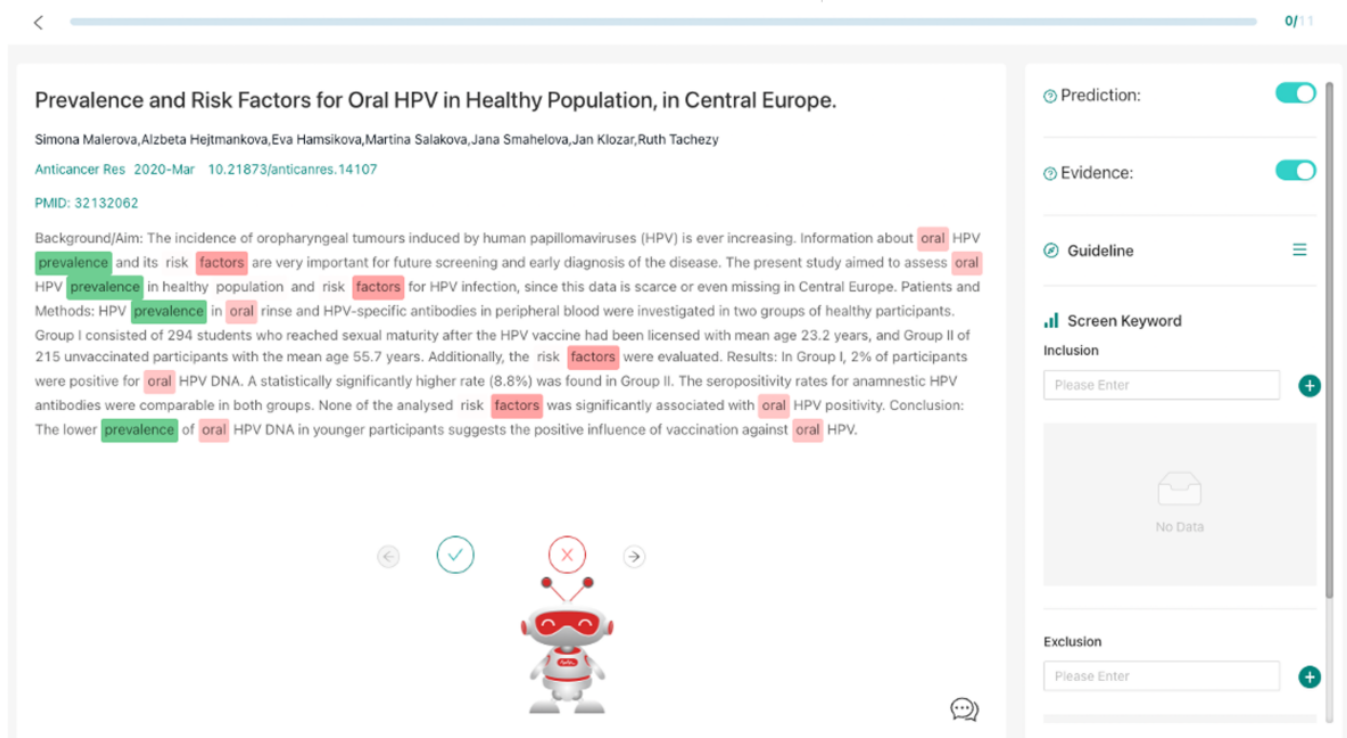 0/11
Prevalence and Risk Factors for Oral HPV in Healthy Population, in Central Europe.
Simona Malerova,Alzbeta Hejtmankova,Eva Hamsikova,Martina Salakova,Jana Smahelova,Jan Klozar,Ruth Tachezy
Anticancer Res 2020-Mar 10.21873/anticanres.14107
PMID: 32132062
Background/Aim: The incidence of oropharyngeal tumours induced by human papillomaviruses (HPV) is ever increasing. Information about oral HPV
prevalence and its risk factors are very important for future screening and early diagnosis of the disease. The present study aimed to assess oral
HPV prevalence in healthy population and risk factors for HPV infection, since this data is scarce or even missing in Central Europe. Patients and
Methods: HPV prevalence in oral rinse and HPV-specific antibodies in peripheral blood were investigated in two groups of healthy participants.
Group I consisted of 294 students who reached sexual maturity after the HPV vaccine had been licensed with mean age 23.2 years, and Group II of
215 unvaccinated participants with the mean age 55.7 years. Additionally, the risk factors were evaluated. Results: In Group I, 2% of participants
were positive for oral HPV DNA. A statistically significantly higher rate (8.8%) was found in Group II. The seropositivity rates for anamnestic HPV
antibodies were comparable in both groups. None of the analysed risk factors was significantly associated with oral HPV positivity. Conclusion:
The lower prevalence of oral HPV DNA in younger participants suggests the positive influence of vaccination against oral HPV.
Prediction:
Evidence:
Guideline
Screen Keyword
Inclusion
Please Enter
No Data
Exclusion
Please Enter